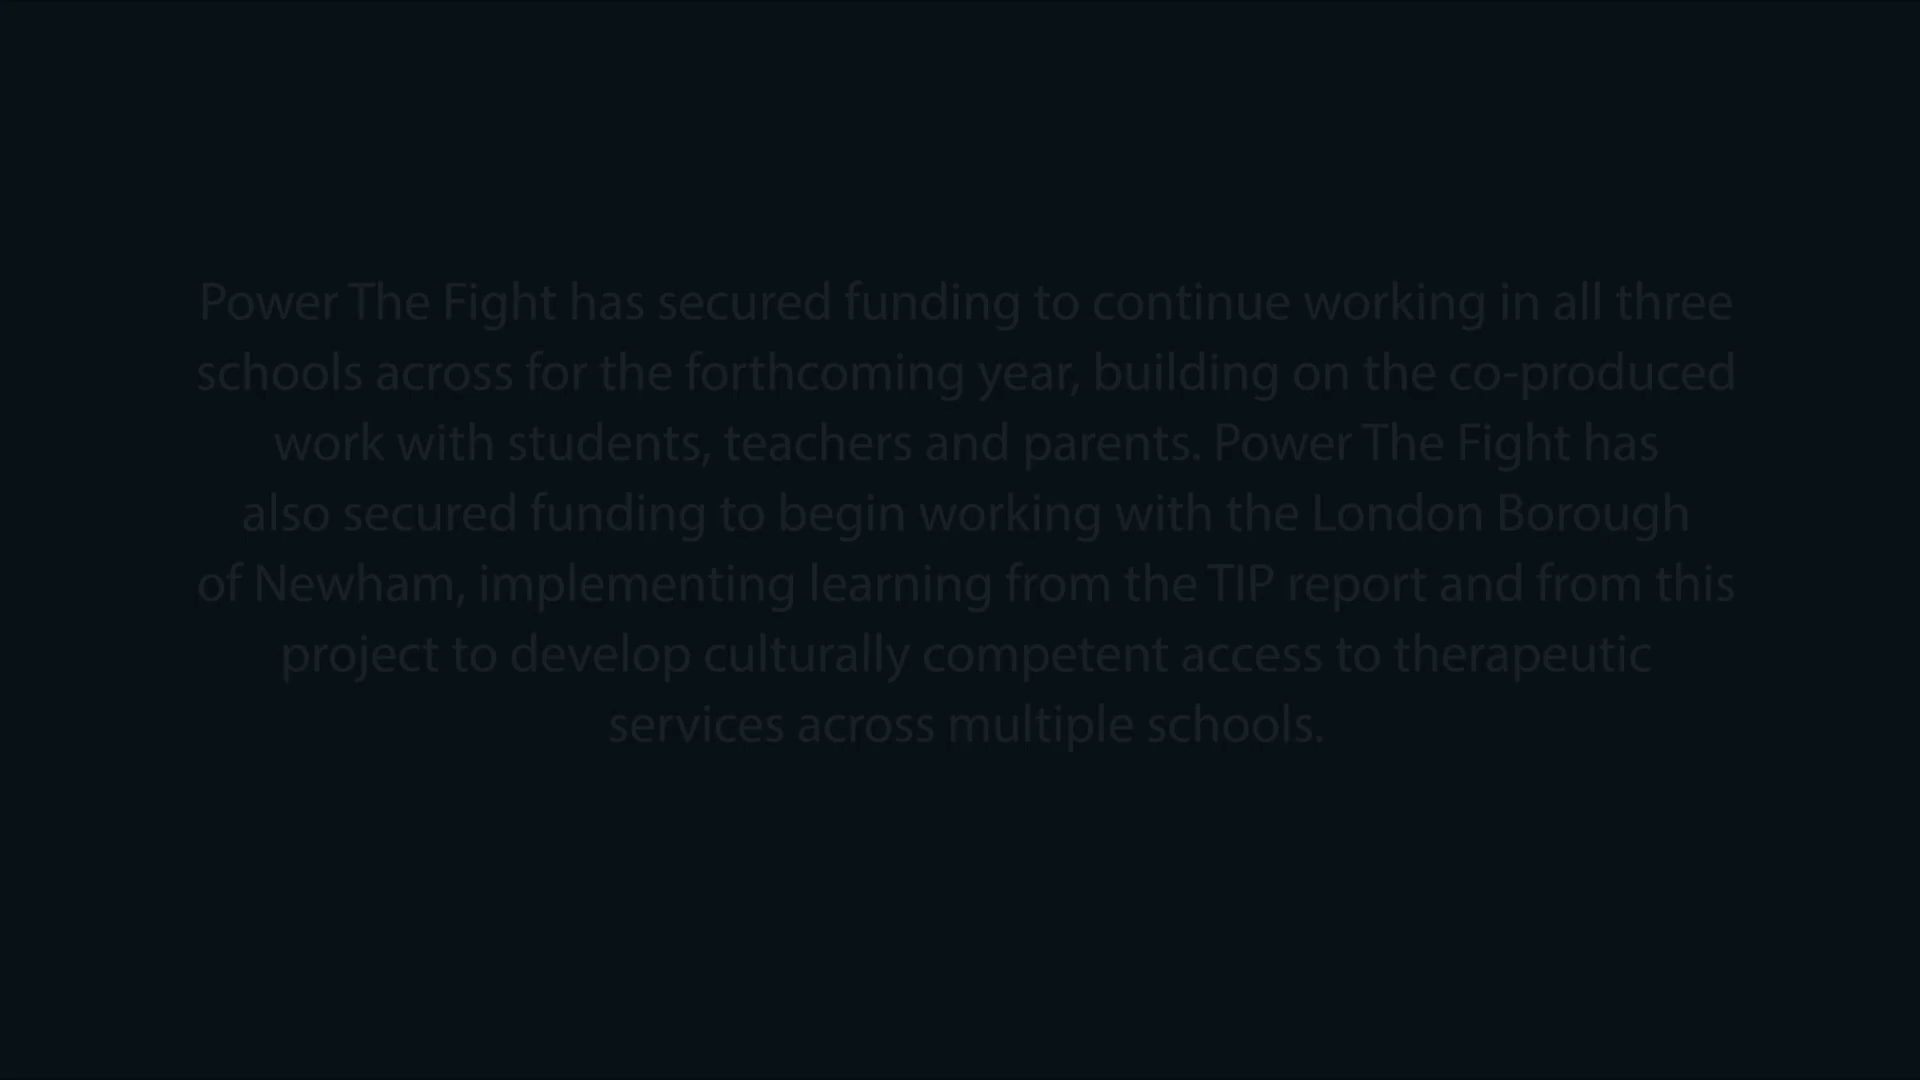 Power The Fight has secured funding to continue working in all three
schools across for the forthcoming year, building on the co-produced
work with students, teachers and parents. Power The Fight has
also secured funding to begin working with the London Borough
of Newham, implementing learning from the TIP report and from this
project to develop culturally competent access to therapeutic
services across multiple schools.